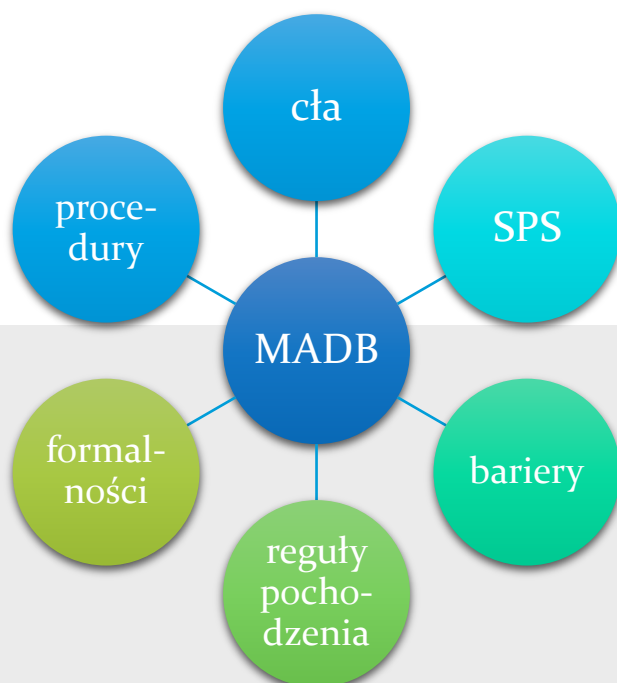 cła
proce-
dury
SPS
MADB
formal-
ności
bariery
reguły
pocho-
dzenia